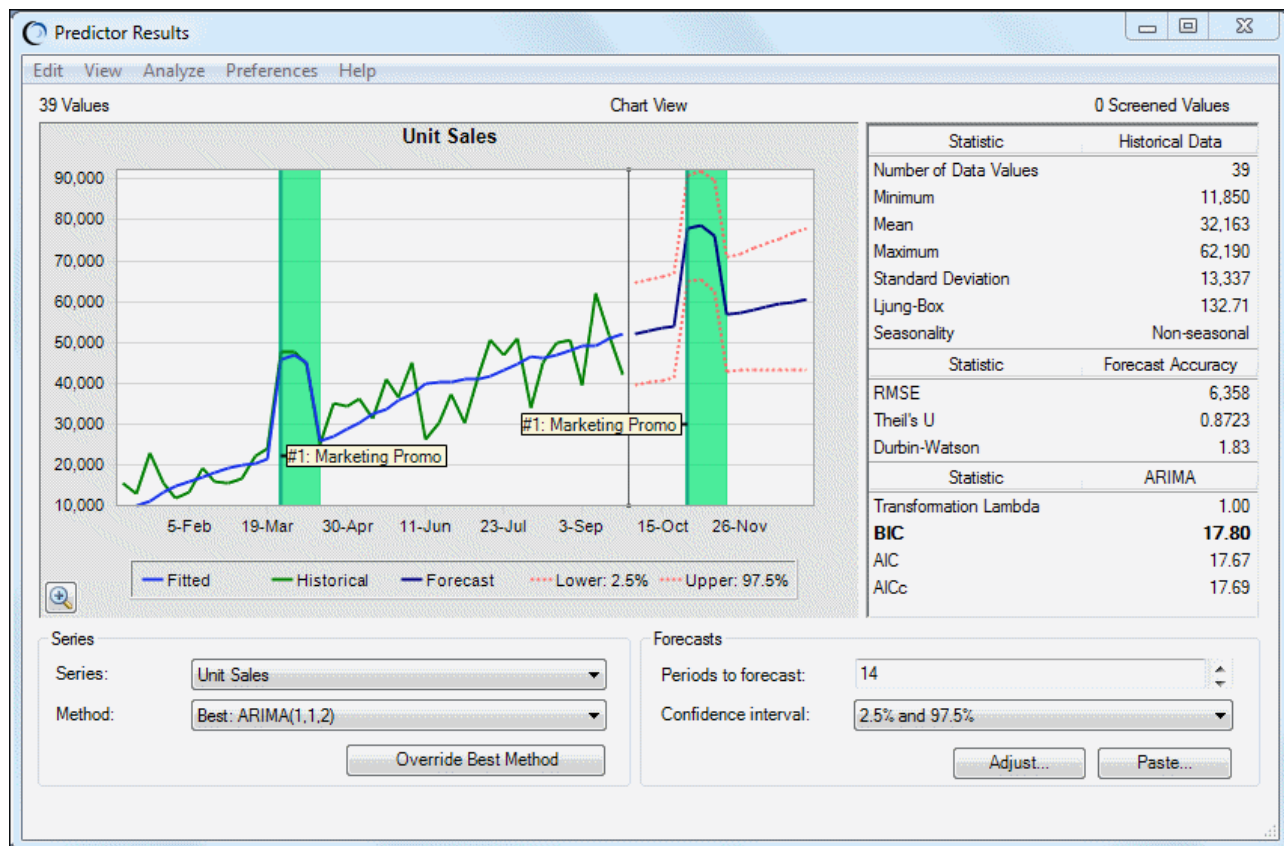 Predictor Results
Edit View Analyze Preferences Help
39 Values Chart View 0 Screened Values
Unit Sales
90,000
80,000
70,000
60,000
50,000
40,000
30,000
20,000
10,000
#1: Marketing Promo
#1: Marketing Promo
5-Feb 19-Mar 30-Apr 11-Jun 23-Jul 3-Sep 15-Oct 26-Nov
Fitted Historical Forecast Lower: 2.5% Upper: 97.5%
Statistic Historical Data
Number of Data Values 39
Minimum 11,850
Mean 32,163
Maximum 62,190
Standard Deviation 13,337
Ljung-Box 132.71
Seasonality Non-seasonal
Statistic Forecast Accuracy
RMSE 6,358
Theil's U 0.8723
Durbin-Watson 1.83
Statistic ARIMA
Transformation Lambda 1.00
BIC 17.80
AIC 17.67
AICc 17.69
Series
Series: Unit Sales
Method: Best: ARIMA(1,1,2)
Override Best Method
Forecasts
Periods to forecast: 14
Confidence interval: 2.5% and 97.5%
Adjust... Paste...